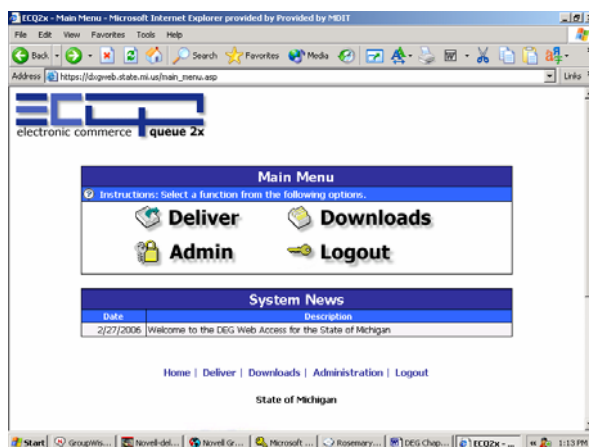 ECQ2x - Main Menu - Microsoft Internet Explorer provided by Provided by MDIT
File Edit View Favorites Tools Help
Back Search Favorites Media
Address https://dxgweb.state.mi.us/main_menu.asp Links
ECQ
electronic commerce queue 2x
Main Menu
Instructions: Select a function from the following options.
Deliver Downloads
Admin Logout
System News
Date Description
2/27/2006 Welcome to the DEG Web Access for the State of Michigan
Home | Deliver | Downloads | Administration | Logout
State of Michigan
Start GroupWis... Novell-del... Novell Gr... Microsoft ... Rosemary... DEG Chap... ECQ2x - ... 1:13 PM